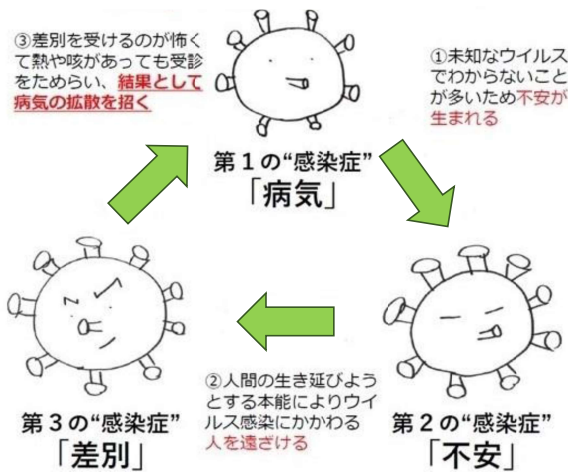 ③差別を受けるのが怖く
て熱や咳があっても受診
をためらい、結果として
病気の拡散を招く
①未知なウイルス
でわからないこと
が多いため不安が
生まれる
第１の“感染症”
「病気」
②人間の生き延びよう
とする本能によりウイ
ルス感染にかかわる
人を遠ざける
第３の“感染症”
「差別」
第２の“感染症”
「不安」